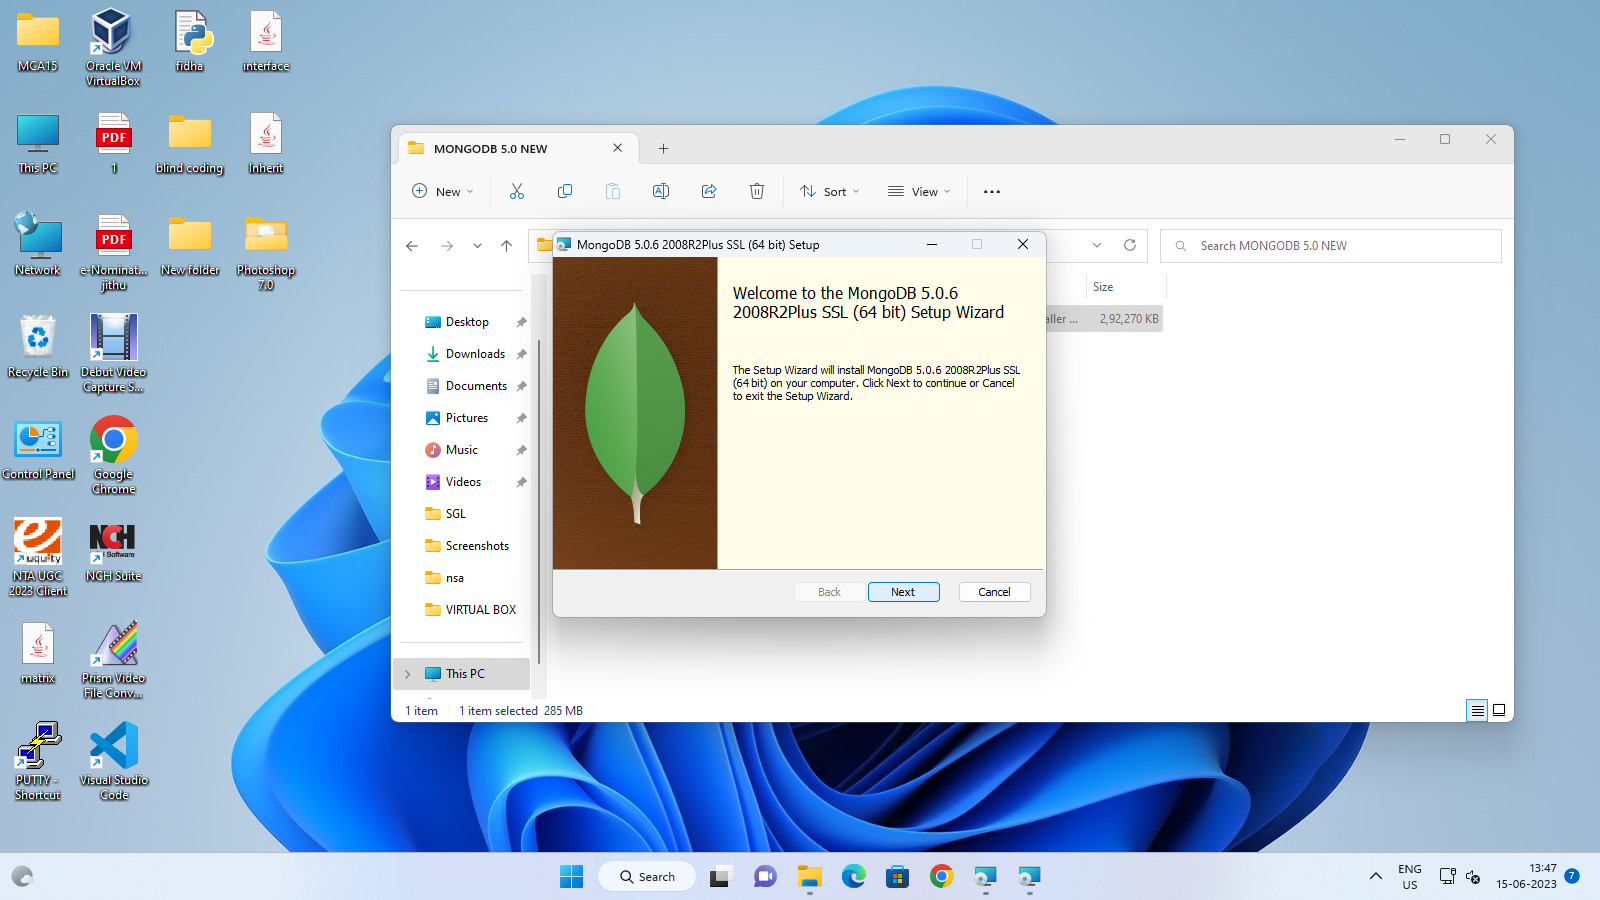 MCA15
Oracle VM
VirtualBox
fidha
interface
This PC
PDF
1
blind coding
Inherit
Network
PDF
e-Nominat...
jithu
New folder
Photoshop
7.0
Recycle Bin
Debut Video
Capture S...
Control Panel
Google
Chrome
NTA UGC
2023 Client
NCH
Software
NCH Suite
matrix
Prism Video
File Conv...
PUTTY -
Shortcut
Visual Studio
Code
MONGODB 5.0 NEW
New
Sort
View
Search MONGODB 5.0 NEW
Size
aller ...
2,92,270 KB
Desktop
Downloads
Documents
Pictures
Music
Videos
SGL
Screenshots
nsa
VIRTUAL BOX
This PC
1 item
1 item selected 285 MB
MongoDB 5.0.6 2008R2Plus SSL (64 bit) Setup
Welcome to the MongoDB 5.0.6
2008R2Plus SSL (64 bit) Setup Wizard
The Setup Wizard will install MongoDB 5.0.6 2008R2Plus SSL
(64 bit) on your computer. Click Next to continue or Cancel
to exit the Setup Wizard.
Back
Next
Cancel
Search
ENG
US
13:47
15-06-2023
7